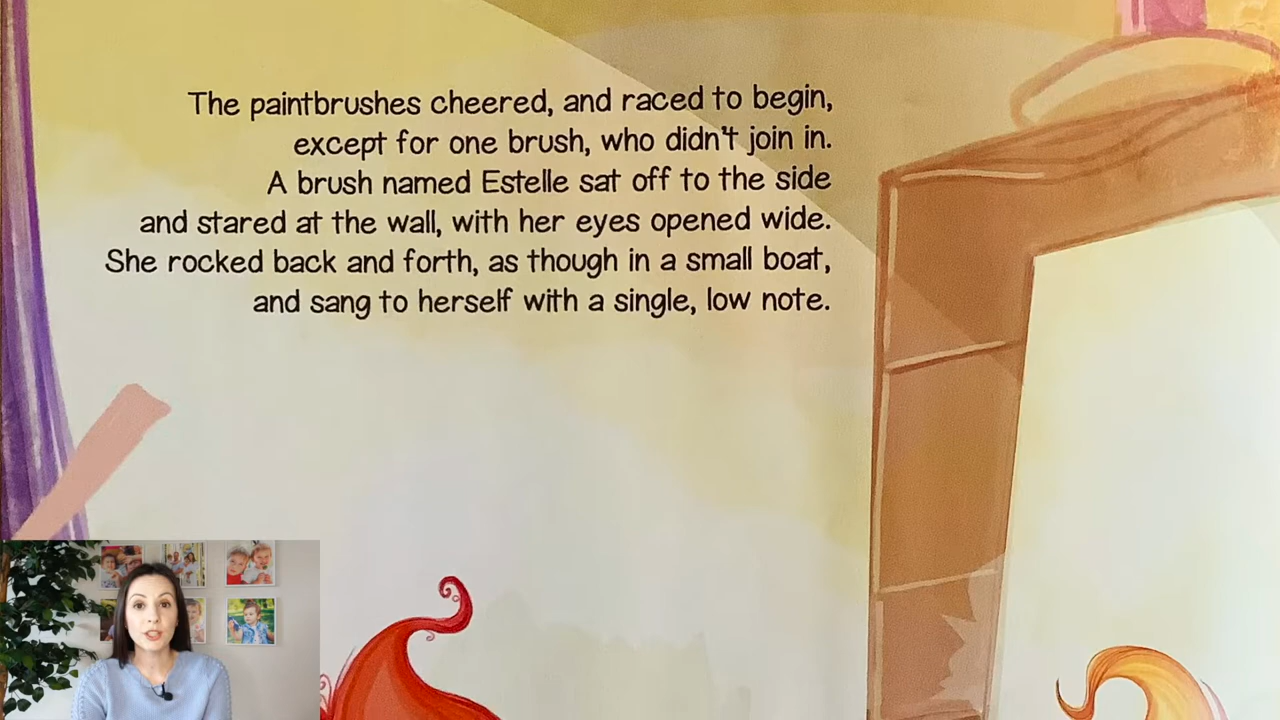 The paintbrushes cheered, and raced to begin,
except for one brush, who didn't join in.
A brush named Estelle sat off to the side
and stared at the wall, with her eyes opened wide.
She rocked back and forth, as though in a small boat,
and sang to herself with a single, low note.